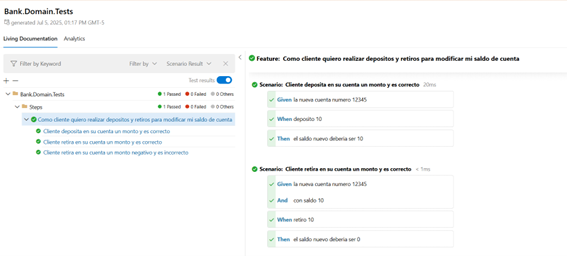 Bank.Domain.Tests
generated Jul 5, 2025, 01:17 PM GMT-5
Living Documentation Analytics
Filter by Keyword Filter by Scenario Result
Test results
Bank.Domain.Tests 1 Passed 0 Failed 0 Others
Steps 1 Passed 0 Failed 0 Others
Como cliente quiero realizar depositos y retiros para modificar mi saldo de cuenta
Cliente deposita en su cuenta un monto y es correcto
Cliente retira en su cuenta un monto y es correcto
Cliente retira en su cuenta un monto negativo y es incorrecto
Feature: Como cliente quiero realizar depositos y retiros para modificar mi saldo de cuenta
Scenario: Cliente deposita en su cuenta un monto y es correcto 20ms
Given la nueva cuenta numero 12345
When deposito 10
Then el saldo nuevo deberia ser 10
Scenario: Cliente retira en su cuenta un monto y es correcto < 1ms
Given la nueva cuenta numero 12345
And con saldo 10
When retiro 10
Then el saldo nuevo deberia ser 0